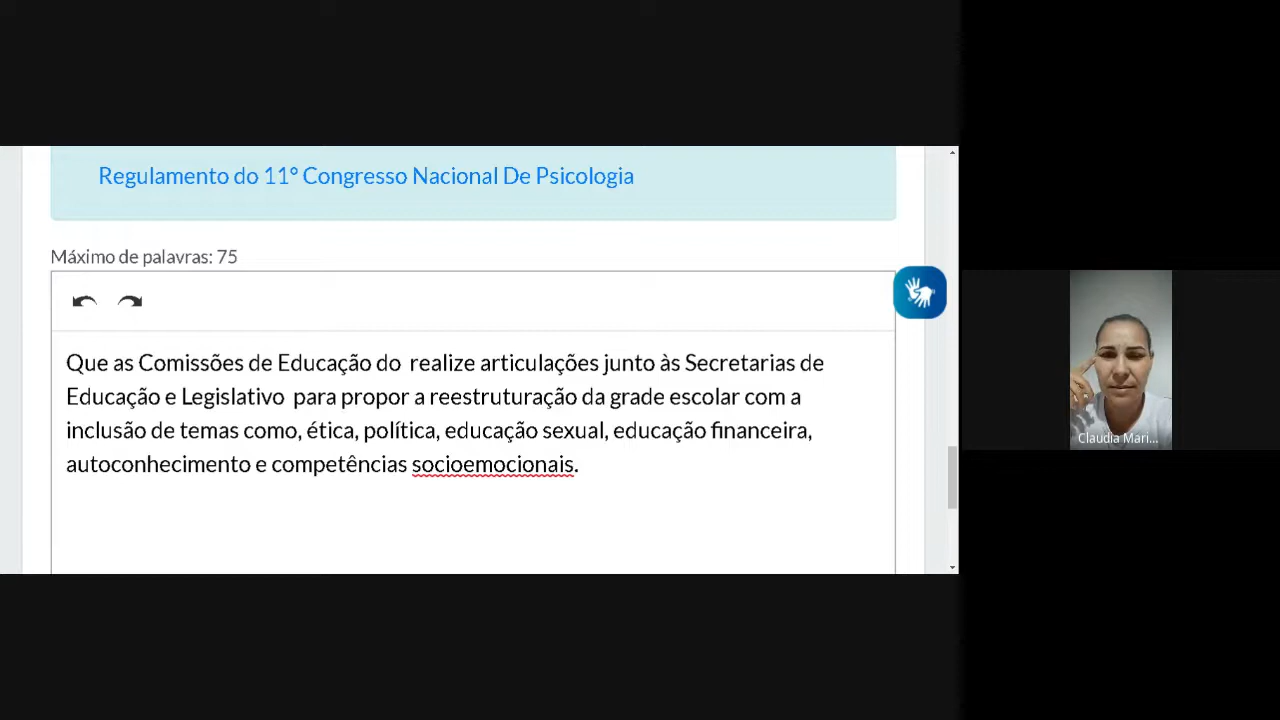 Regulamento do 11º Congresso Nacional De Psicologia
Máximo de palavras: 75
Que as Comissões de Educação do  realize articulações junto às Secretarias de
Educação e Legislativo  para propor a reestruturação da grade escolar com a
inclusão de temas como, ética, política, educação sexual, educação financeira,
autoconhecimento e competências socioemocionais.
Claudia Mari...